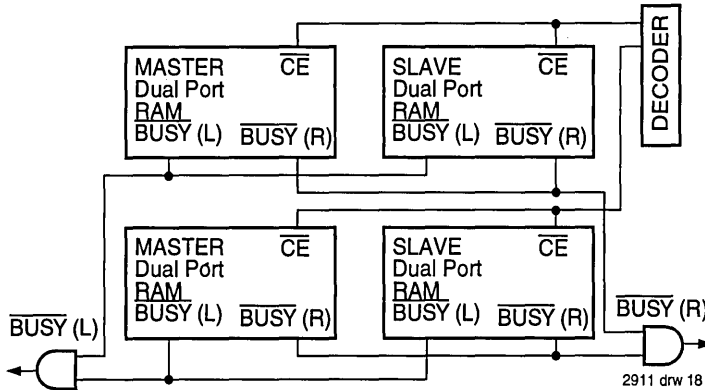 MASTER CE
Dual Port
RAM
BUSY (L) BUSY (R)
SLAVE CE
Dual Port
RAM
BUSY (L) BUSY (R)
DECODER
MASTER CE
Dual Port
RAM
BUSY (L) BUSY (R)
SLAVE CE
Dual Port
RAM
BUSY (L) BUSY (R)
BUSY (L)
BUSY (R)
2911 drw 18